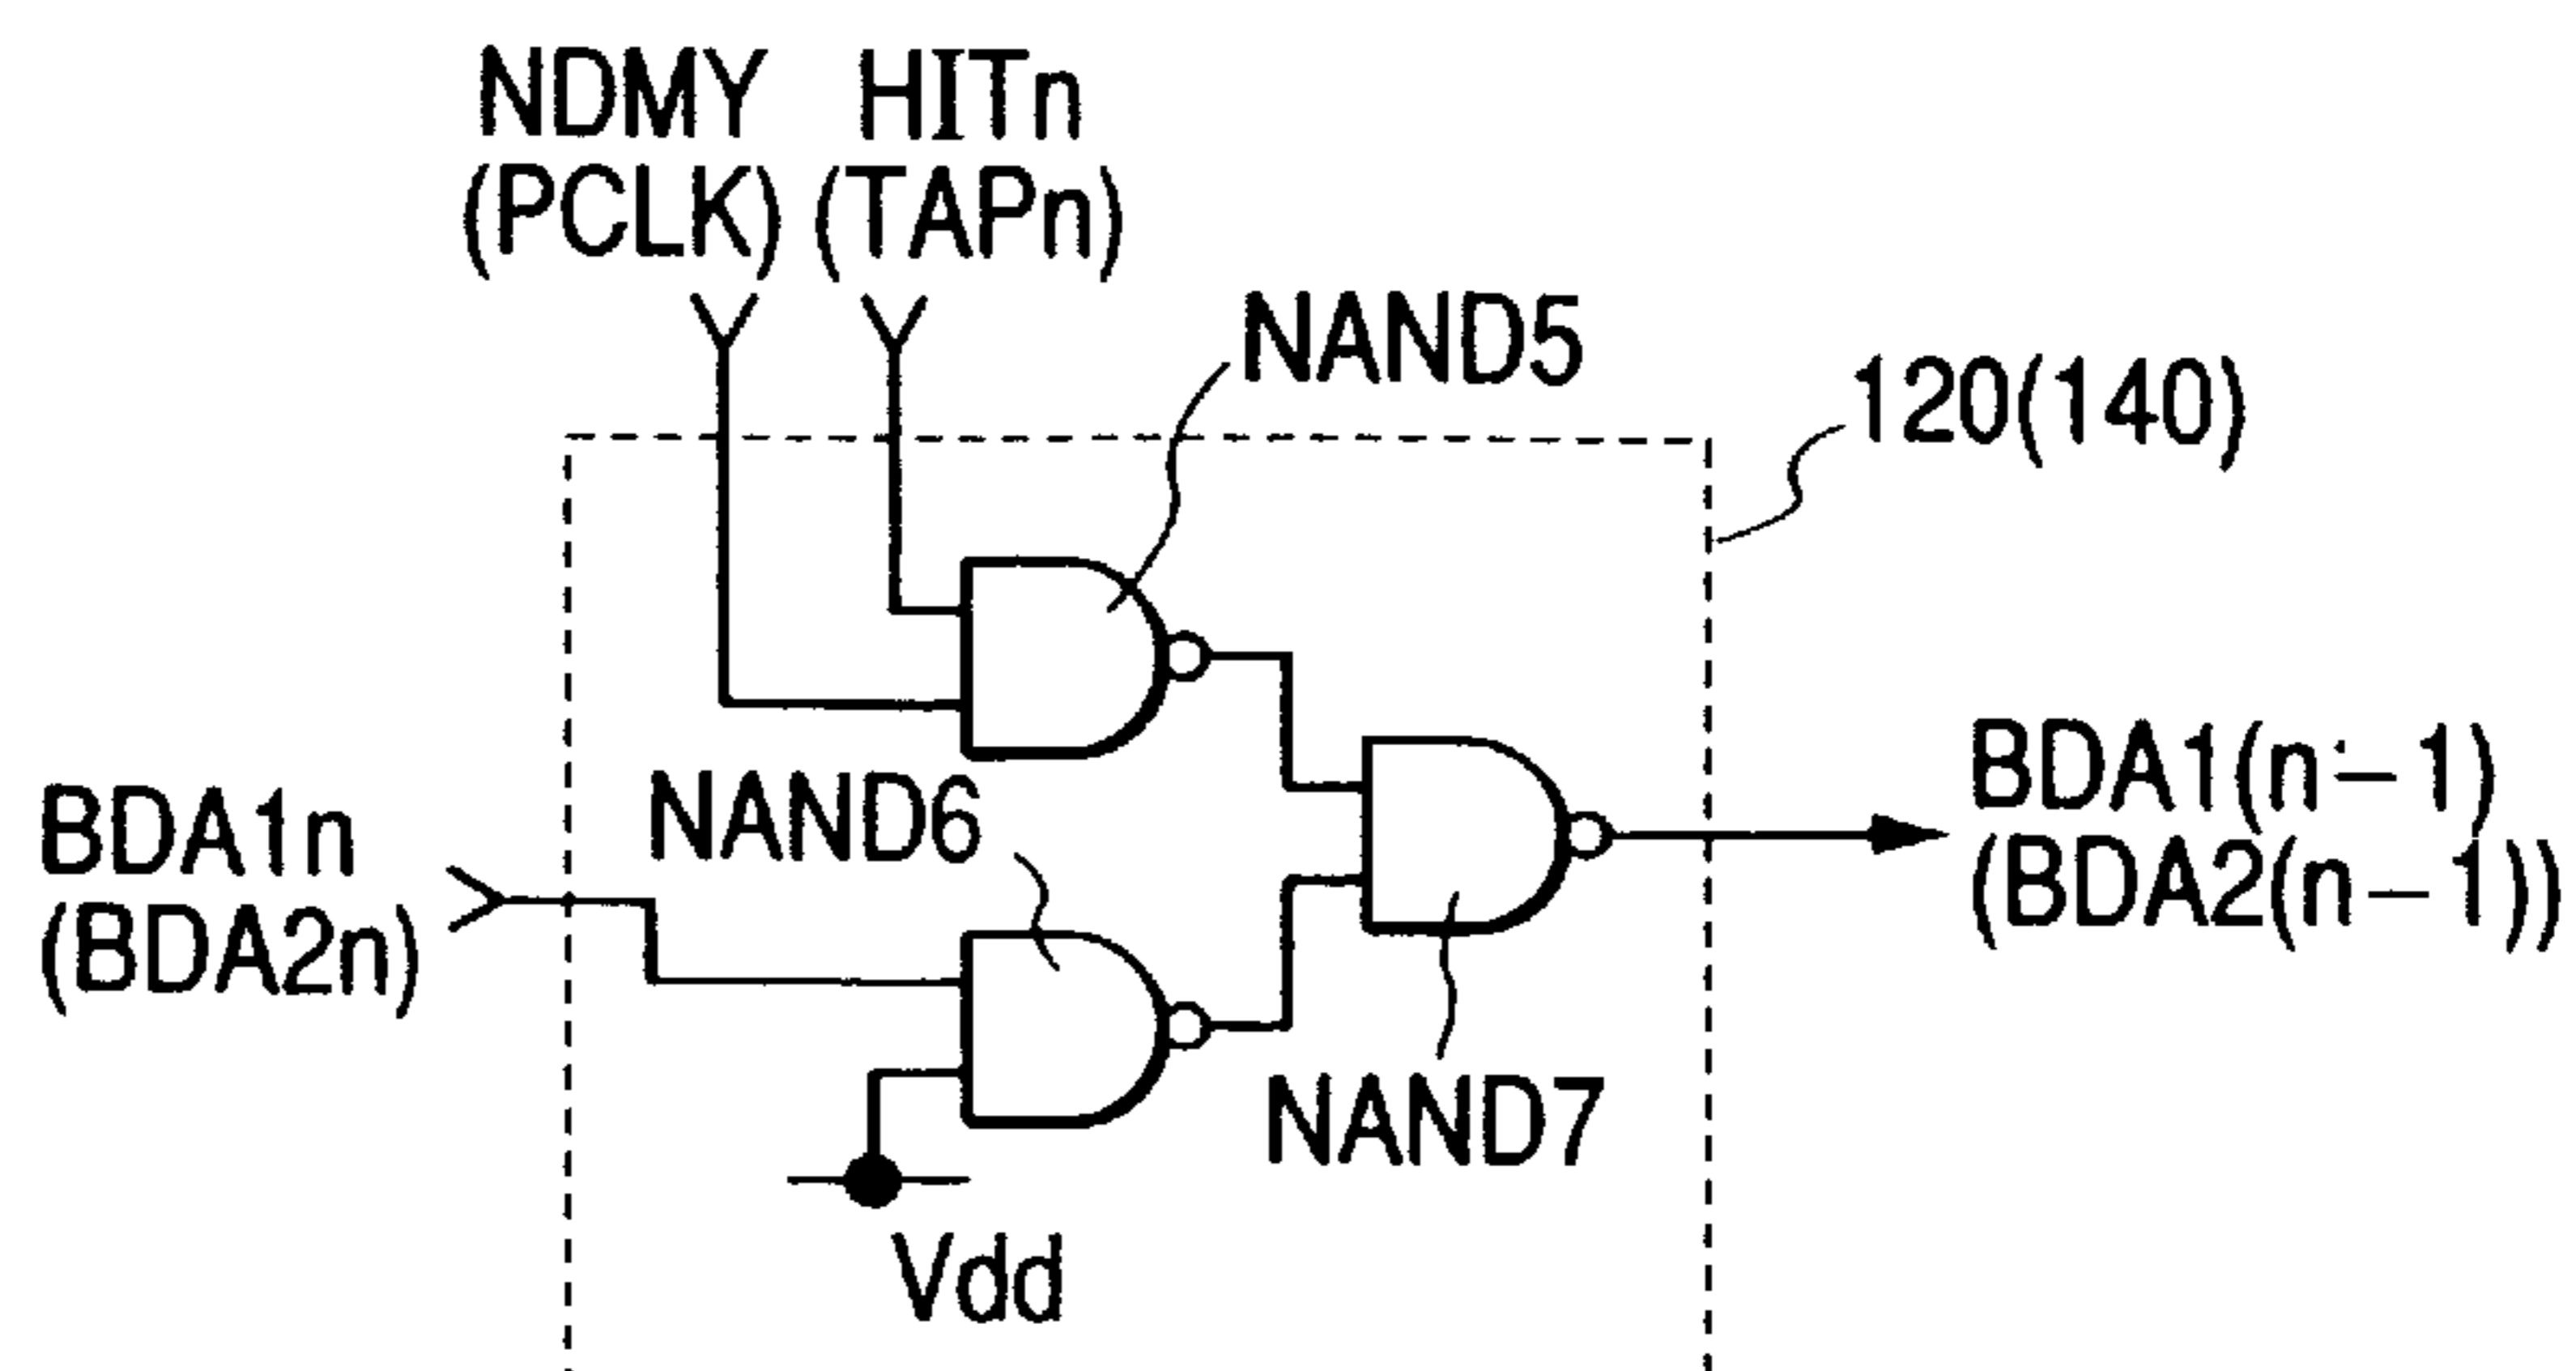 NDMY HITn
(PCLK) (TAPn)
NAND5
120(140)
BDA1n
(BDA2n)
NAND6
BDA1(n−1)
(BDA2(n−1))
NAND7
Vdd